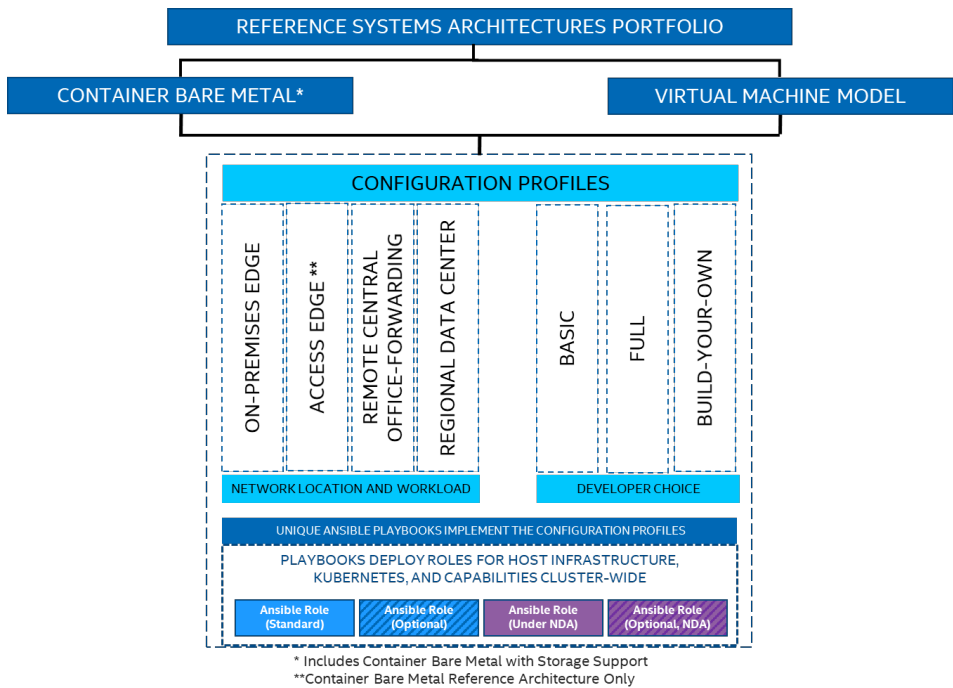 REFERENCE SYSTEMS ARCHITECTURES PORTFOLIO
CONTAINER BARE METAL*
VIRTUAL MACHINE MODEL
CONFIGURATION PROFILES
ON-PREMISES EDGE
ACCESS EDGE **
REMOTE CENTRAL
OFFICE-FORWARDING
REGIONAL DATA CENTER
BASIC
FULL
BUILD-YOUR-OWN
NETWORK LOCATION AND WORKLOAD
DEVELOPER CHOICE
UNIQUE ANSIBLE PLAYBOOKS IMPLEMENT THE CONFIGURATION PROFILES
PLAYBOOKS DEPLOY ROLES FOR HOST INFRASTRUCTURE,
KUBERNETES, AND CAPABILITIES CLUSTER-WIDE
Ansible Role
(Standard)
Ansible Role
(Optional)
Ansible Role
(Under NDA)
Ansible Role
(Optional, NDA)
* Includes Container Bare Metal with Storage Support
**Container Bare Metal Reference Architecture Only